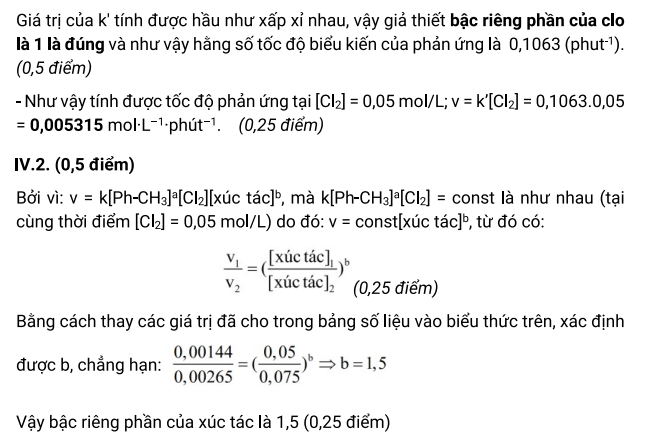 Giá trị của k' tính được hầu như xấp xỉ nhau, vậy giả thiết bậc riêng phần của clo
là 1 là đúng và như vậy hằng số tốc độ biểu kiến của phản ứng là 0,1063 (phut⁻¹).
(0,5 điểm)
- Như vậy tính được tốc độ phản ứng tại [Cl₂] = 0,05 mol/L; v = k'[Cl₂] = 0,1063.0,05
= 0,005315 mol·L⁻¹·phút⁻¹. (0,25 điểm)
IV.2. (0,5 điểm)
Bởi vì: v = k[Ph-CH₃]ᵃ[Cl₂][xúc tác]ᵇ, mà k[Ph-CH₃]ᵃ[Cl₂] = const là như nhau (tại
cùng thời điểm [Cl₂] = 0,05 mol/L) do đó: v = const[xúc tác]ᵇ, từ đó có:
v₁/v₂ = ([xúc tác]₁/[xúc tác]₂)ᵇ (0,25 điểm)
Bằng cách thay các giá trị đã cho trong bảng số liệu vào biểu thức trên, xác định
được b, chẳng hạn: 0,00144/0,00265 = (0,05/0,075)ᵇ ⇒ b = 1,5
Vậy bậc riêng phần của xúc tác là 1,5 (0,25 điểm)